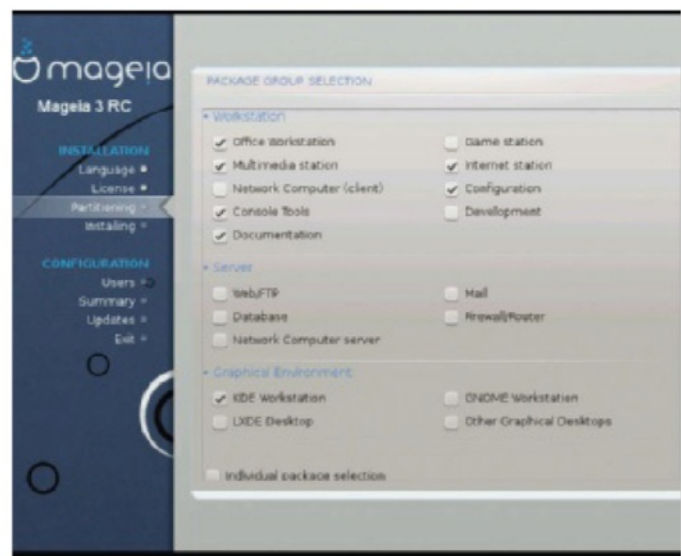 mageia
Mageia 3 RC
INSTALLATION
Language
License
Partitioning
Installing
CONFIGURATION
Users
Summary
Updates
Exit
PACKAGE GROUP SELECTION
Workstation
Office Workstation
Game station
Multimedia station
Internet station
Network Computer (client)
Configuration
Console Tools
Development
Documentation
Server
Web/FTP
Mail
Database
Firewall/Router
Network Computer server
Graphical Environment
KDE Workstation
GNOME Workstation
LXDE Desktop
Other Graphical Desktops
Individual package selection